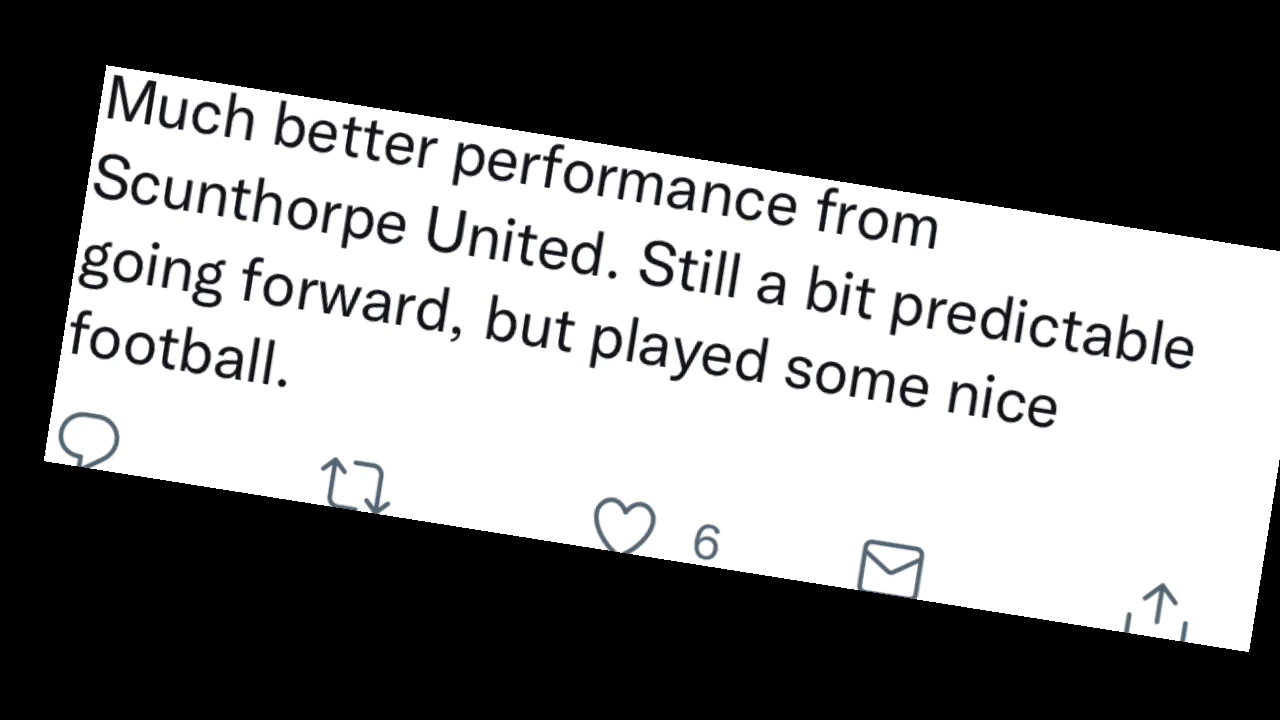 Much better performance from
Scunthorpe United. Still a bit predictable
going forward, but played some nice
football.
6